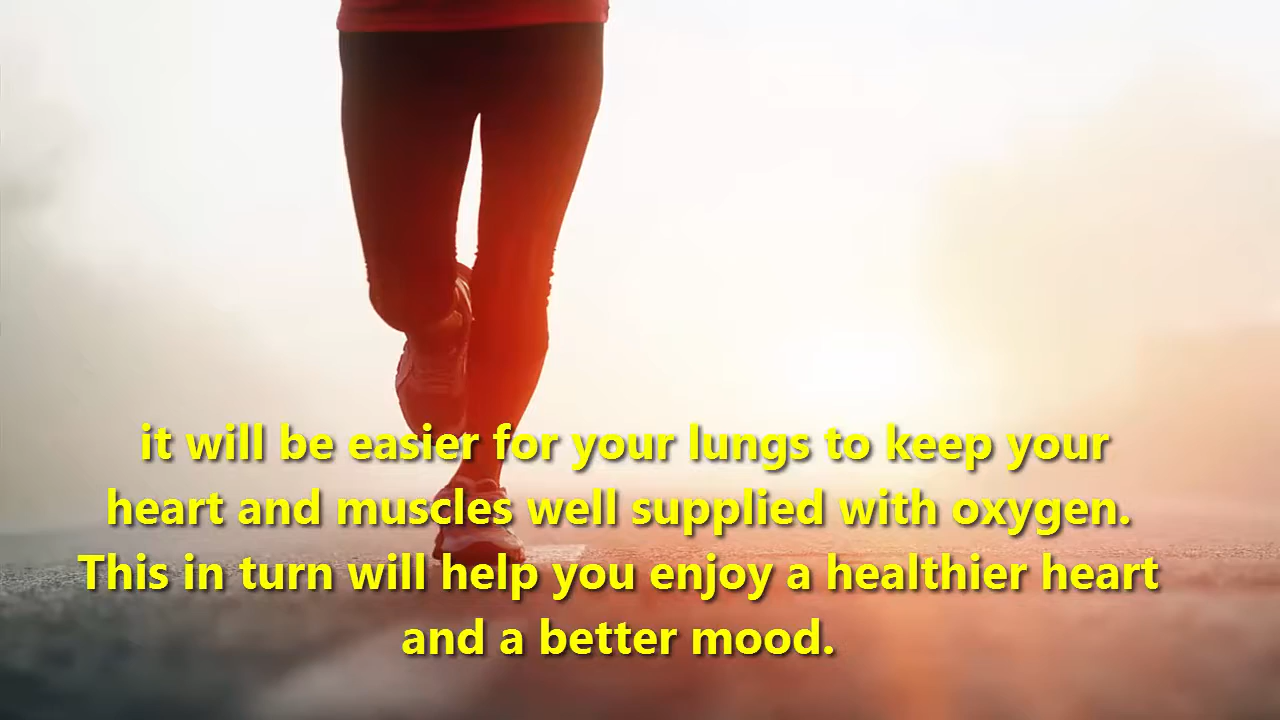 it will be easier for your lungs to keep your
heart and muscles well supplied with oxygen.
This in turn will help you enjoy a healthier heart
and a better mood.